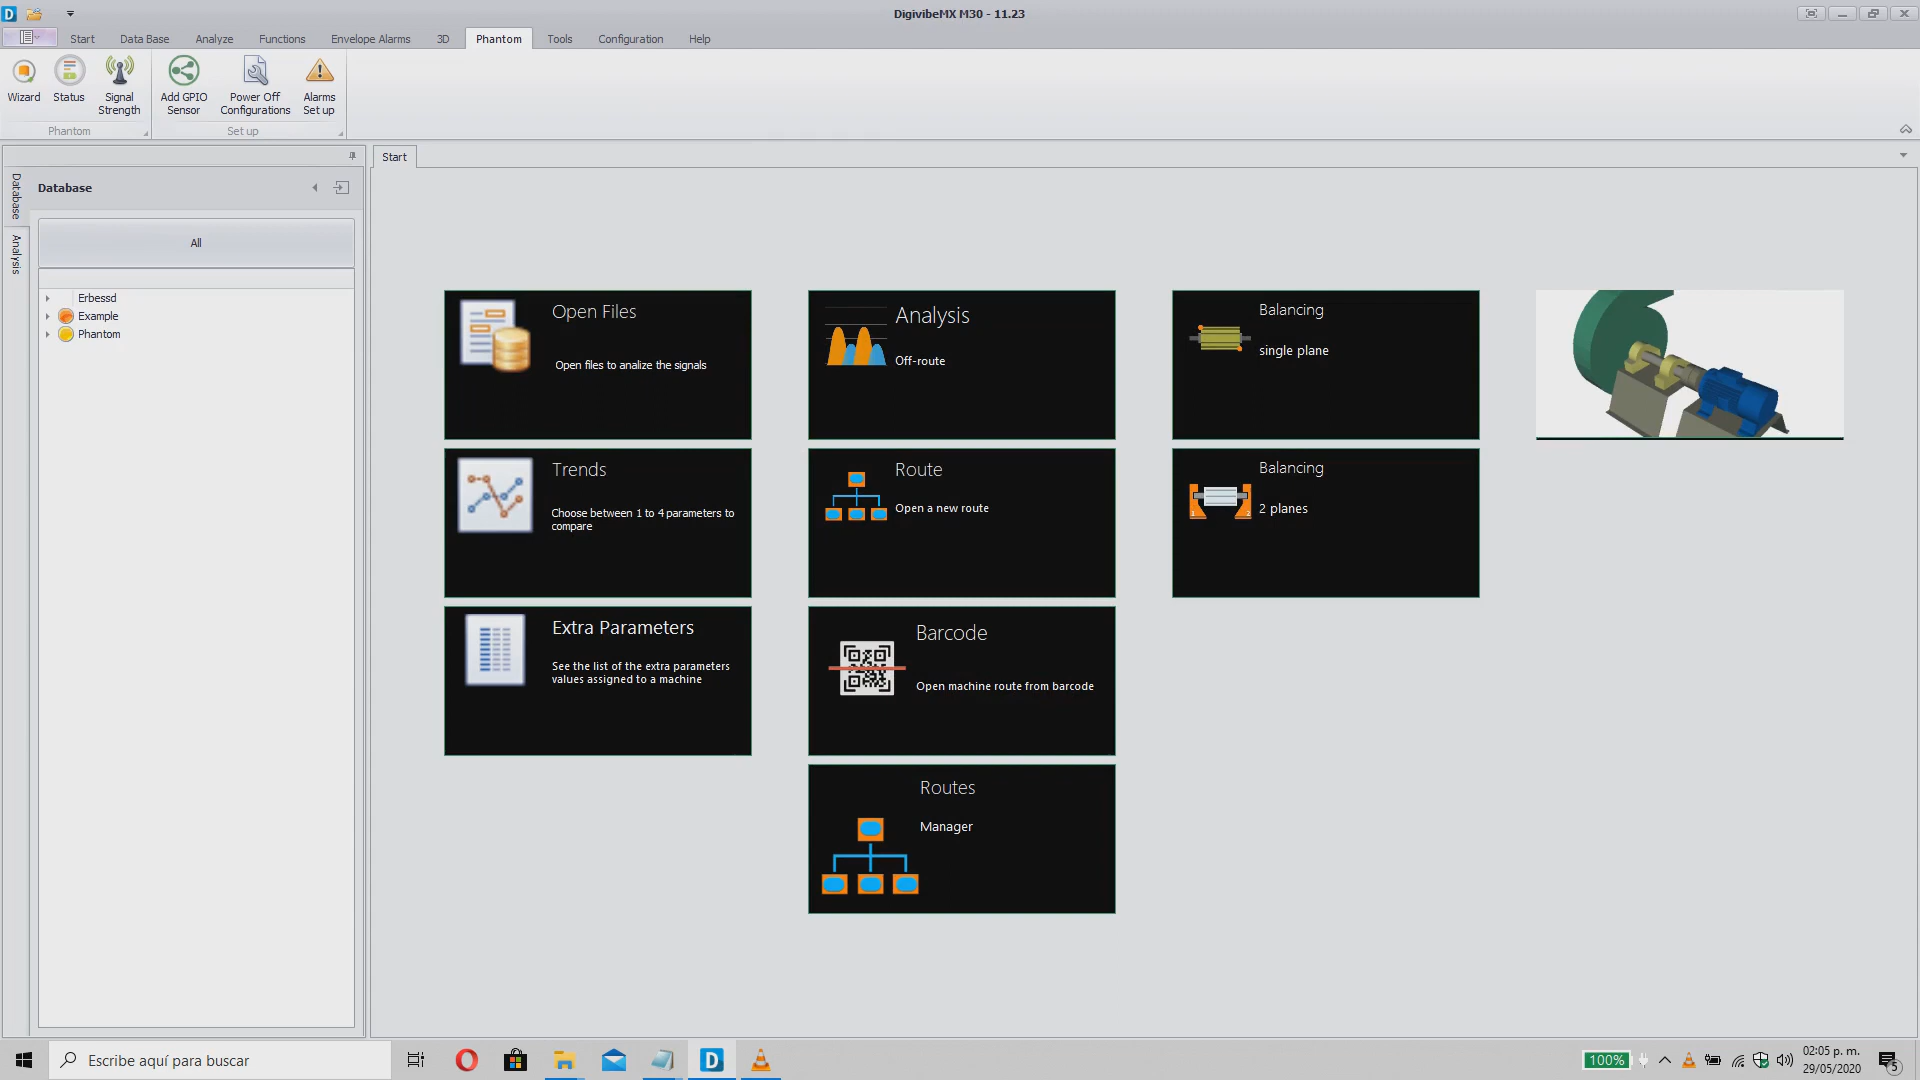 DigivibeMX M30 - 11.23
Start
Data Base
Analyze
Functions
Envelope Alarms
3D
Phantom
Tools
Configuration
Help
Wizard
Status
Signal
Strength
Add GPIO
Sensor
Power Off
Configurations
Alarms
Set up
Phantom
Set up
Start
Database
Analysis
Database
All
Erbessd
Example
Phantom
Open Files
Open files to analize the signals
Analysis
Off-route
Balancing
single plane
Trends
Choose between 1 to 4 parameters to
compare
Route
Open a new route
Balancing
2 planes
Extra Parameters
See the list of the extra parameters
values assigned to a machine
Barcode
Open machine route from barcode
Routes
Manager
Escribe aquí para buscar
100%
02:05 p. m.
29/05/2020
5